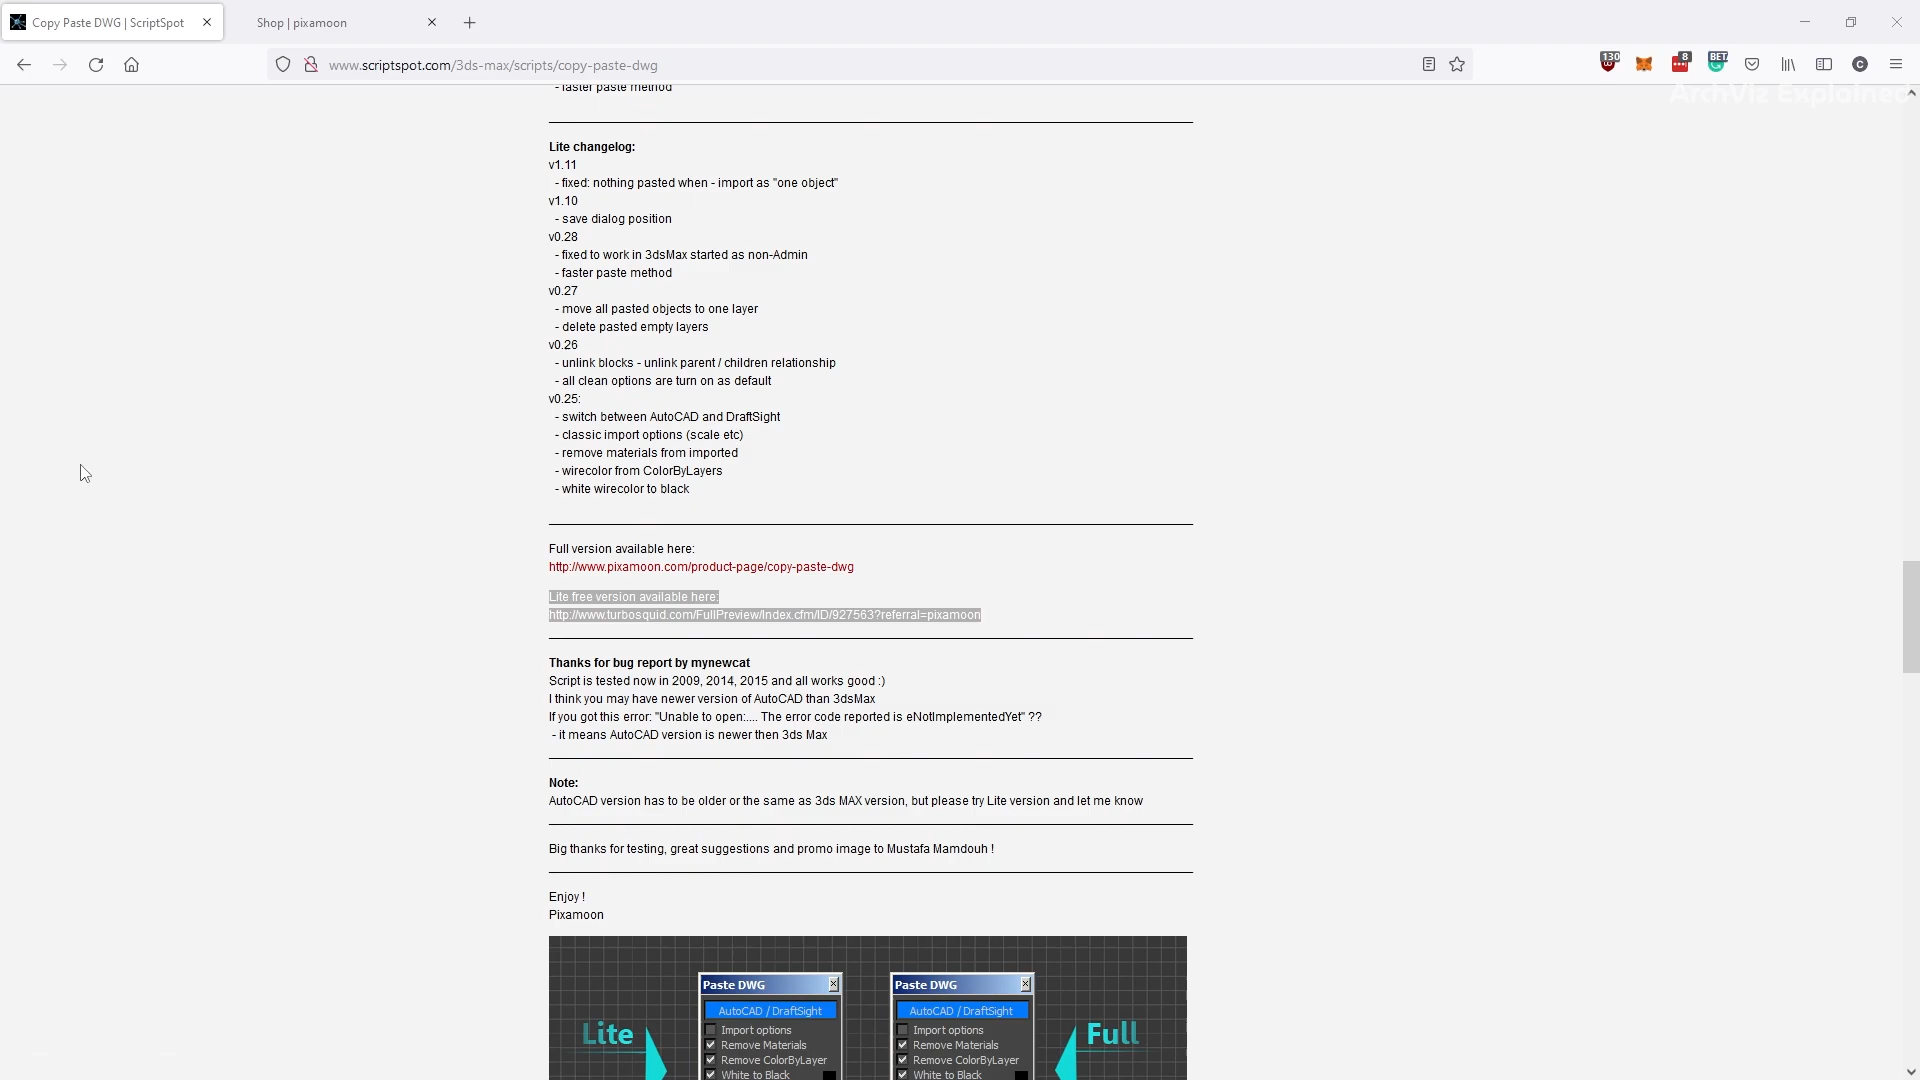 Copy Paste DWG | ScriptSpot
Shop | pixamoon
www.scriptspot.com/3ds-max/scripts/copy-paste-dwg
130
8
BET
C
ArchViz Explained
- faster paste method
Lite changelog:
v1.11
- fixed: nothing pasted when - import as "one object"
v1.10
- save dialog position
v0.28
- fixed to work in 3dsMax started as non-Admin
- faster paste method
v0.27
- move all pasted objects to one layer
- delete pasted empty layers
v0.26
- unlink blocks - unlink parent / children relationship
- all clean options are turn on as default
v0.25:
- switch between AutoCAD and DraftSight
- classic import options (scale etc)
- remove materials from imported
- wirecolor from ColorByLayers
- white wirecolor to black
Full version available here:
http://www.pixamoon.com/product-page/copy-paste-dwg
Lite free version available here:
http://www.turbosquid.com/FullPreview/Index.cfm/ID/927563?referral=pixamoon
Thanks for bug report by mynewcat
Script is tested now in 2009, 2014, 2015 and all works good :)
I think you may have newer version of AutoCAD than 3dsMax
If you got this error: "Unable to open:.... The error code reported is eNotImplementedYet" ??
- it means AutoCAD version is newer then 3ds Max
Note:
AutoCAD version has to be older or the same as 3ds MAX version, but please try Lite version and let me know
Big thanks for testing, great suggestions and promo image to Mustafa Mamdouh !
Enjoy !
Pixamoon
Lite
Paste DWG
AutoCAD / DraftSight
Import options
Remove Materials
Remove ColorByLayer
White to Black
Paste DWG
AutoCAD / DraftSight
Import options
Remove Materials
Remove ColorByLayer
White to Black
Full